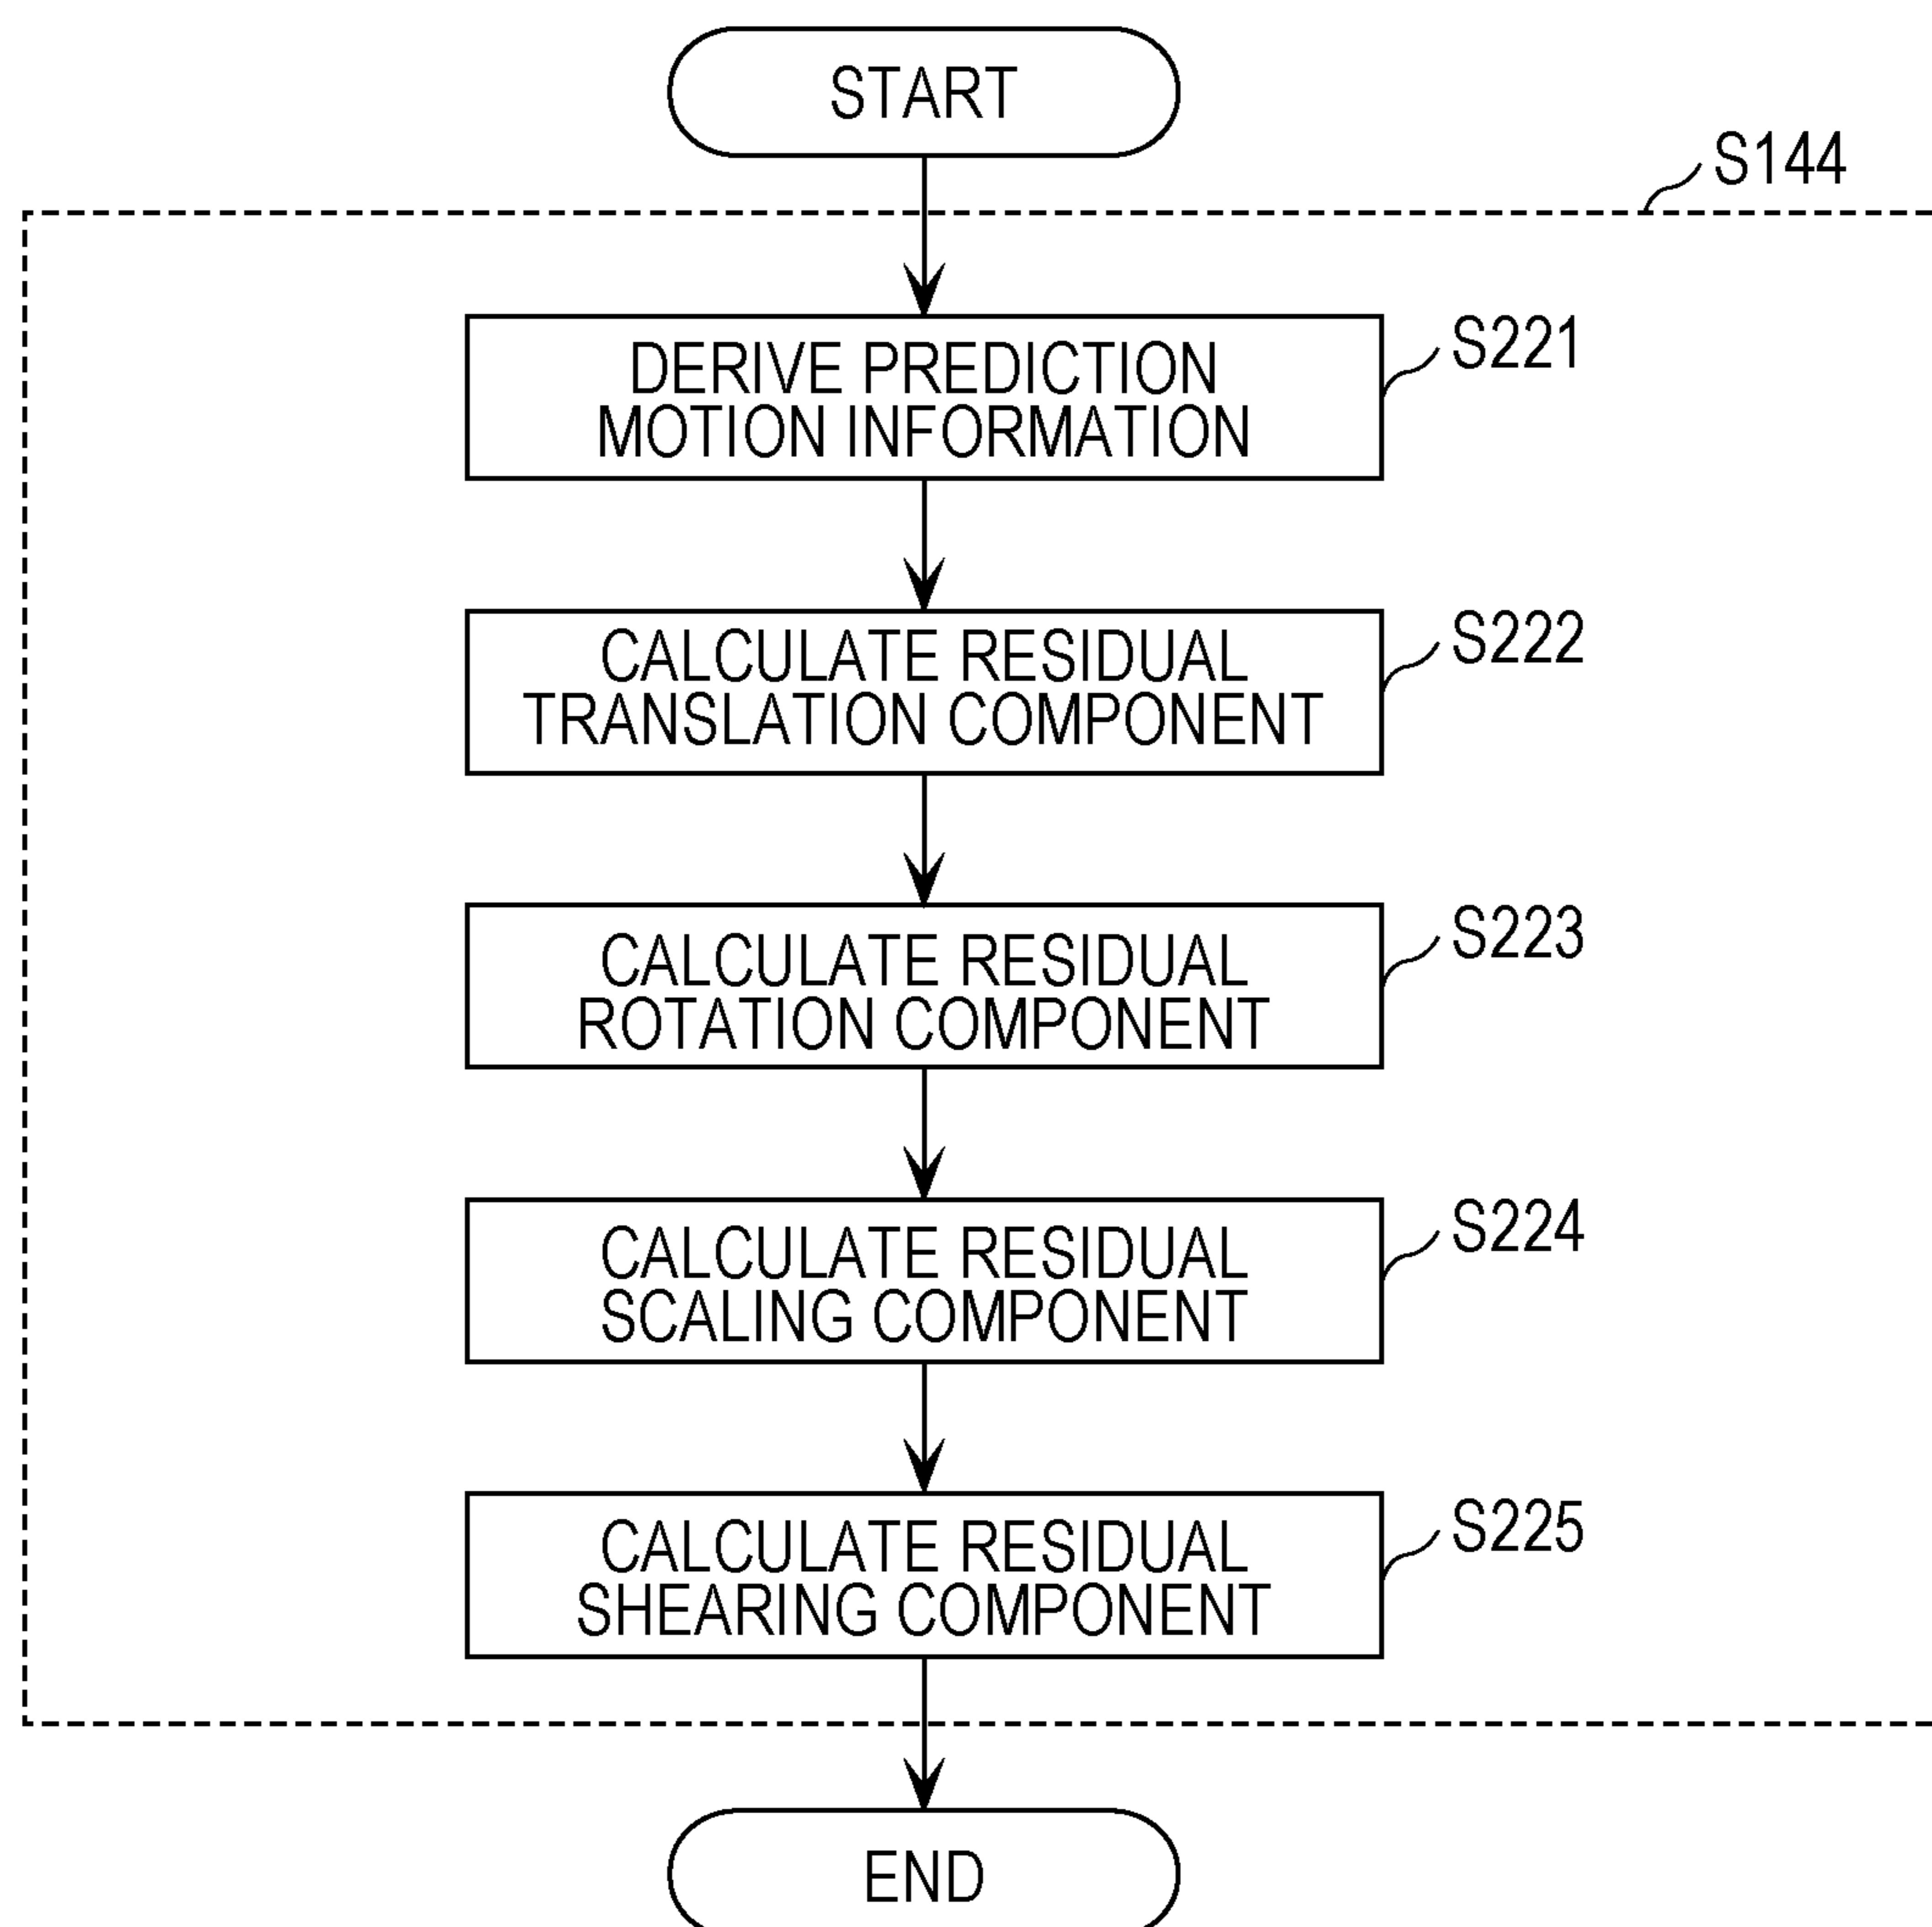 START
S144
DERIVE PREDICTION
MOTION INFORMATION
S221
CALCULATE RESIDUAL
TRANSLATION COMPONENT
S222
CALCULATE RESIDUAL
ROTATION COMPONENT
S223
CALCULATE RESIDUAL
SCALING COMPONENT
S224
CALCULATE RESIDUAL
SHEARING COMPONENT
S225
END